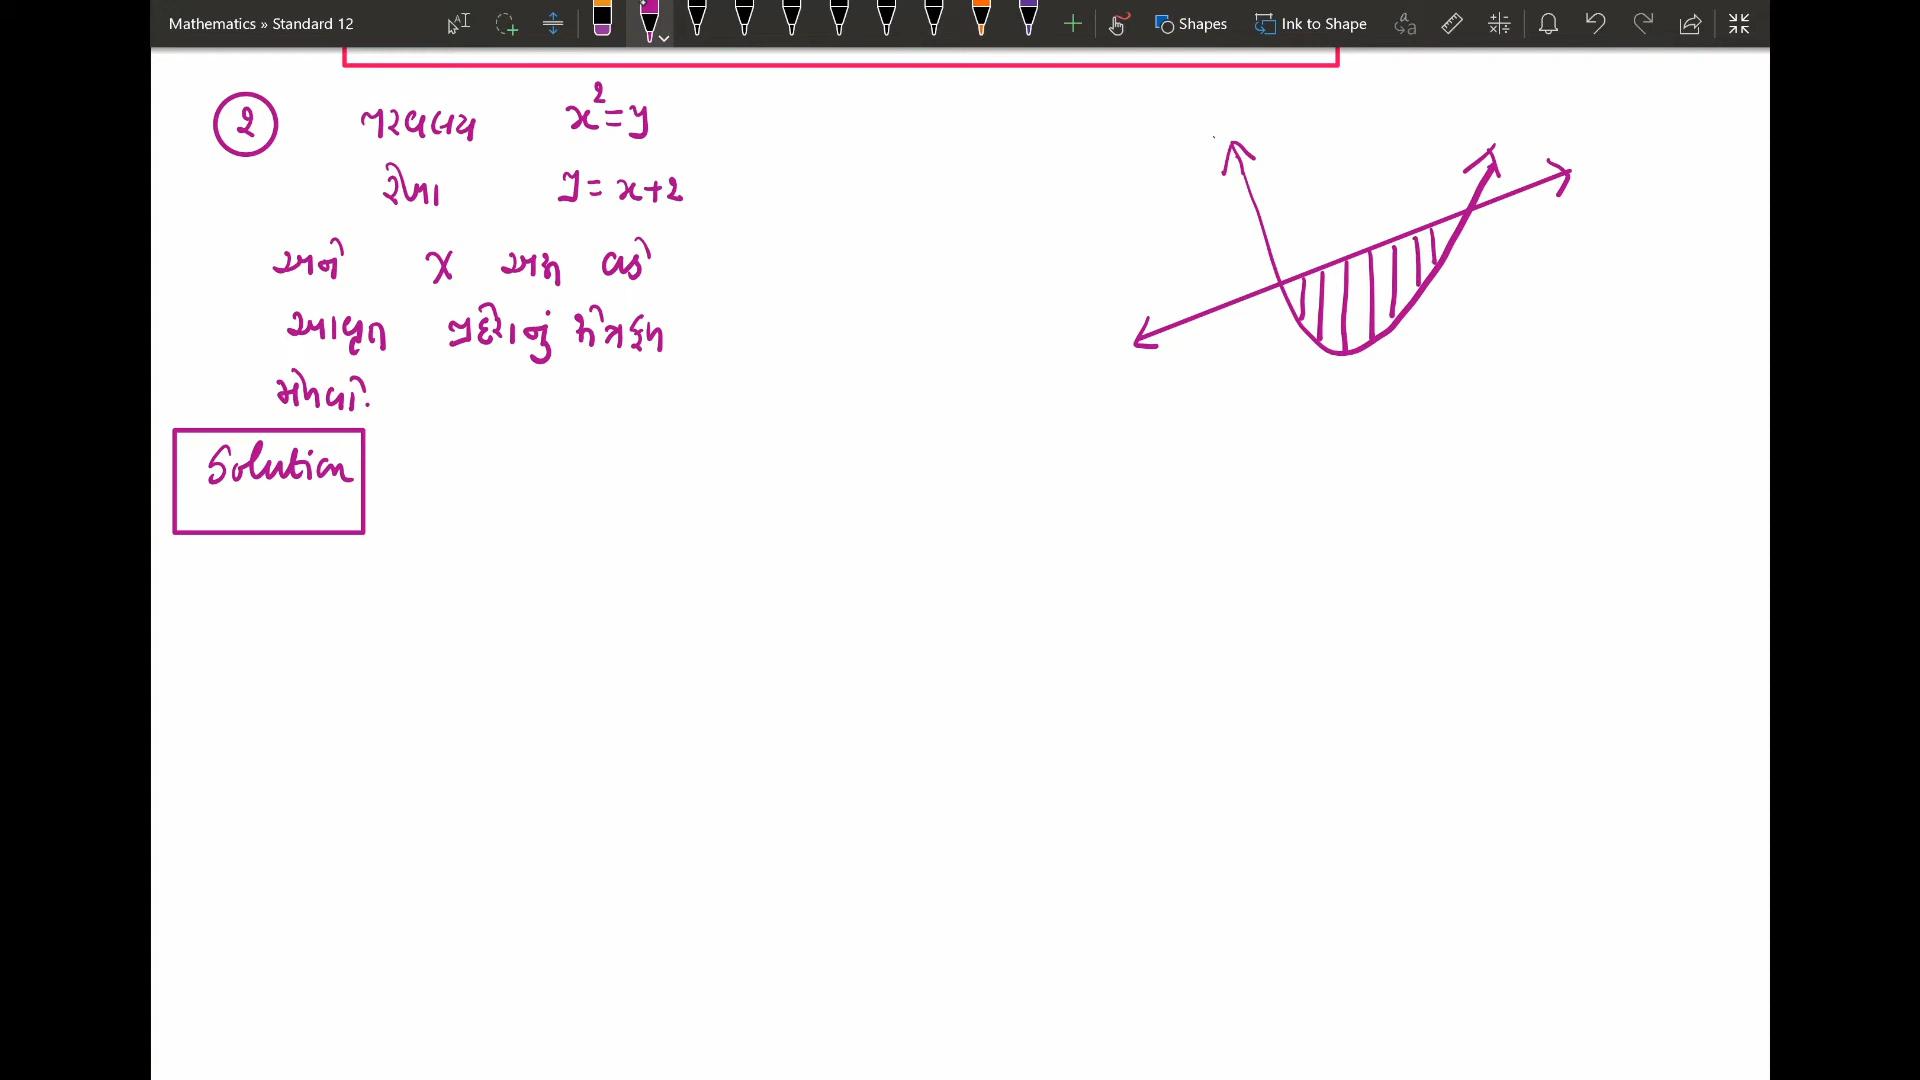 Mathematics » Standard 12
Shapes
Ink to Shape
2 પરવલય x² = y
રેખા y = x+2
અને X અક્ષ વડે
આવૃત્ત પ્રદેશનું ક્ષેત્રફળ
મેળવો.
Solution